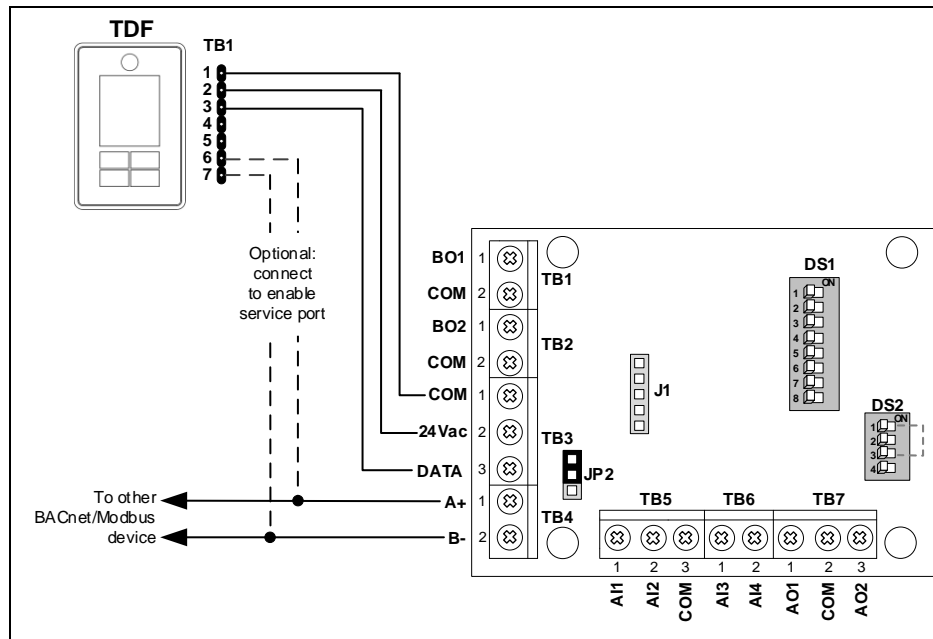 TDF
TB1
1
2
3
4
5
6
7
Optional:
connect
to enable
service port
BO1 1
COM 2
TB1
BO2 1
COM 2
TB2
COM 1
24Vac 2
DATA 3
TB3
A+ 1
B- 2
TB4
To other
BACnet/Modbus
device
JP2
J1
DS1
ON
1
2
3
4
5
6
7
8
DS2
ON
1
2
3
4
TB5 TB6 TB7
1 2 3 1 2 1 2 3
AI1 AI2 COM AI3 AI4 AO1 COM AO2